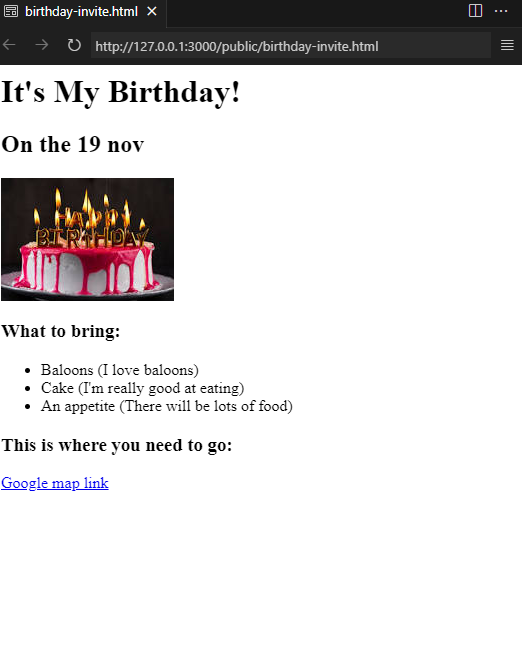 birthday-invite.html
http://127.0.0.1:3000/public/birthday-invite.html
It's My Birthday!
On the 19 nov
HAPPY
BIRTHDAY
What to bring:
Baloons (I love baloons)
Cake (I'm really good at eating)
An appetite (There will be lots of food)
This is where you need to go:
Google map link